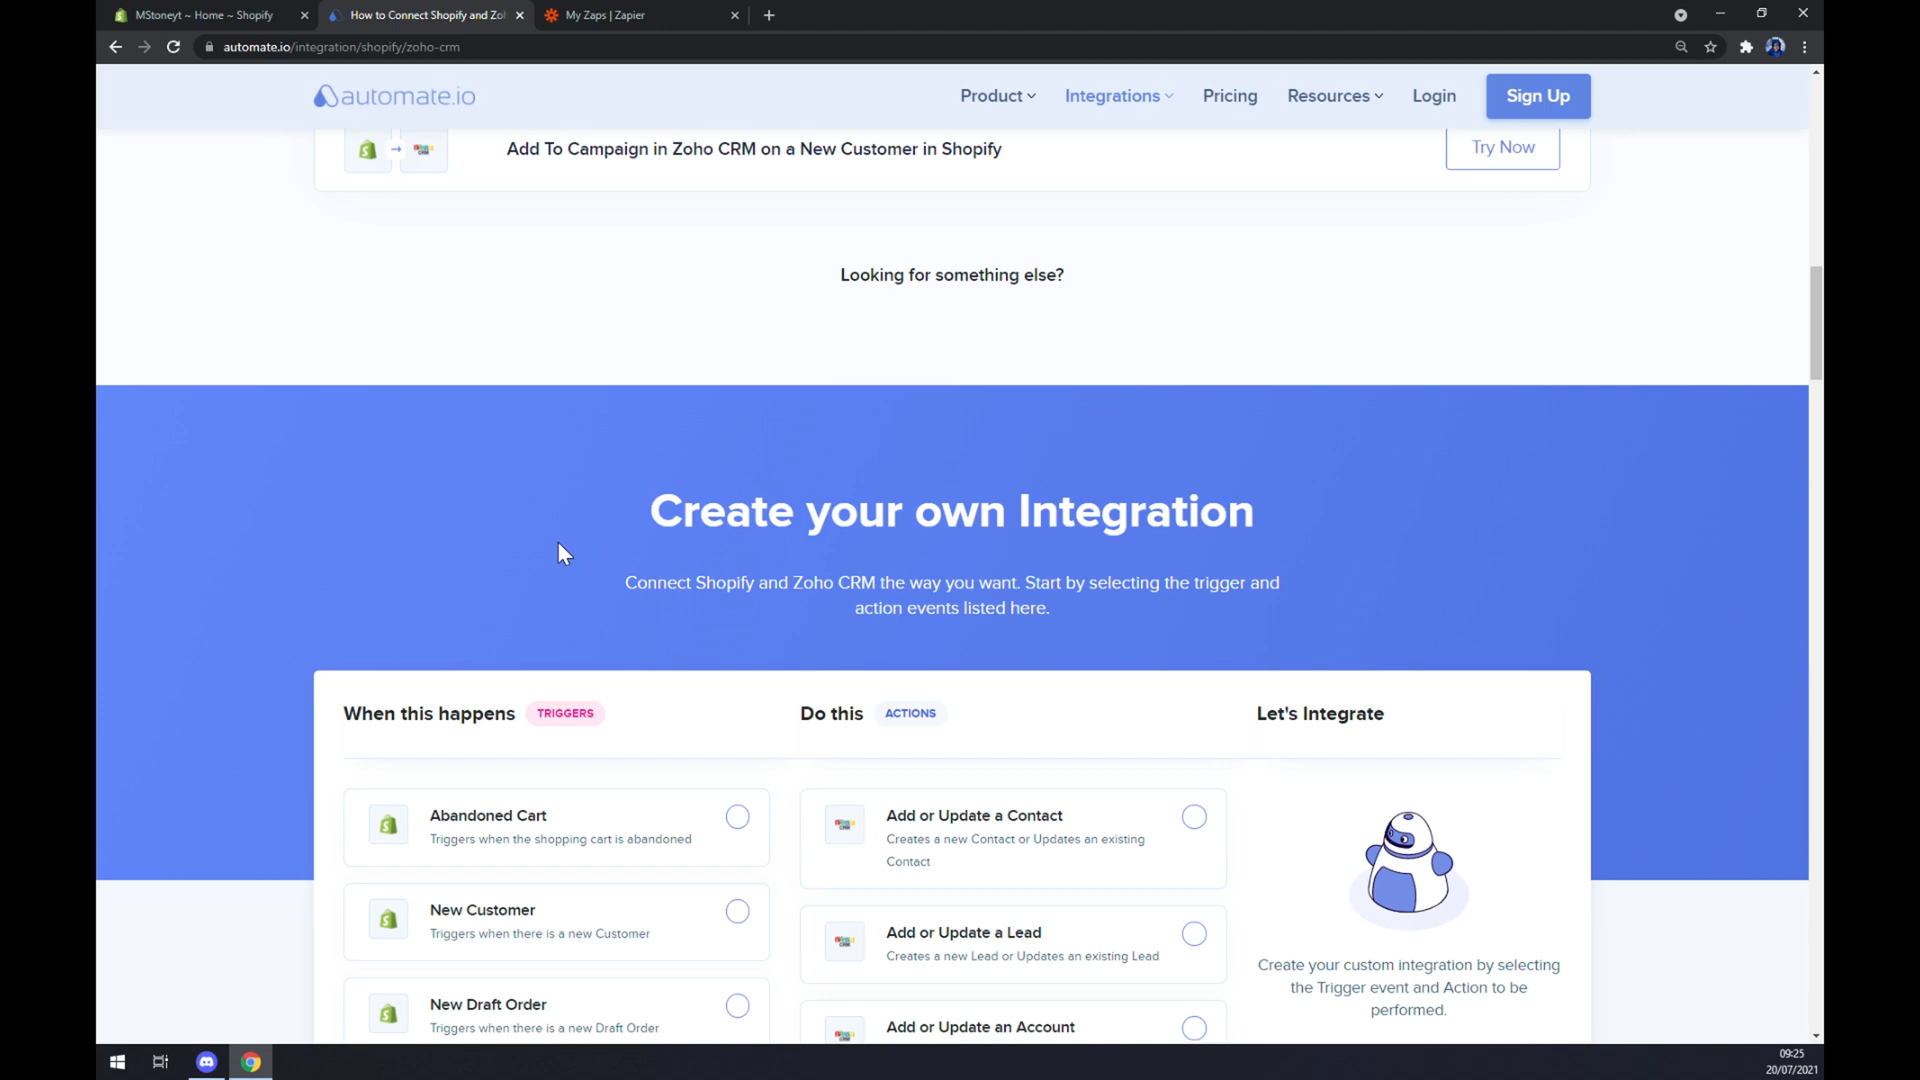 MStoneyt ~ Home ~ Shopify
How to Connect Shopify and Zo
My Zaps | Zapier
automate.io/integration/shopify/zoho-crm
automate.io
Product
Integrations
Pricing
Resources
Login
Sign Up
Add To Campaign in Zoho CRM on a New Customer in Shopify
Try Now
Looking for something else?
Create your own Integration
Connect Shopify and Zoho CRM the way you want. Start by selecting the trigger and
action events listed here.
When this happens
TRIGGERS
Do this
ACTIONS
Let's Integrate
Abandoned Cart
Triggers when the shopping cart is abandoned
New Customer
Triggers when there is a new Customer
New Draft Order
Triggers when there is a new Draft Order
Add or Update a Contact
Creates a new Contact or Updates an existing
Contact
Add or Update a Lead
Creates a new Lead or Updates an existing Lead
Add or Update an Account
Create your custom integration by selecting
the Trigger event and Action to be
performed.
09:25
20/07/2021